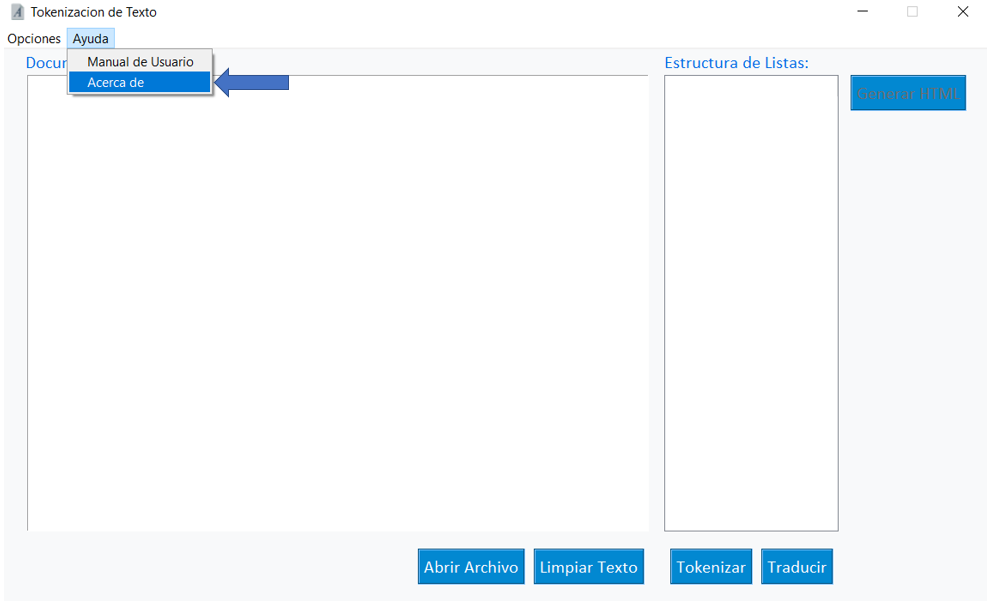 Tokenizacion de Texto
Opciones Ayuda
Manual de Usuario
Acerca de
Docum
Estructura de Listas:
Generar HTML
Abrir Archivo
Limpiar Texto
Tokenizar
Traducir